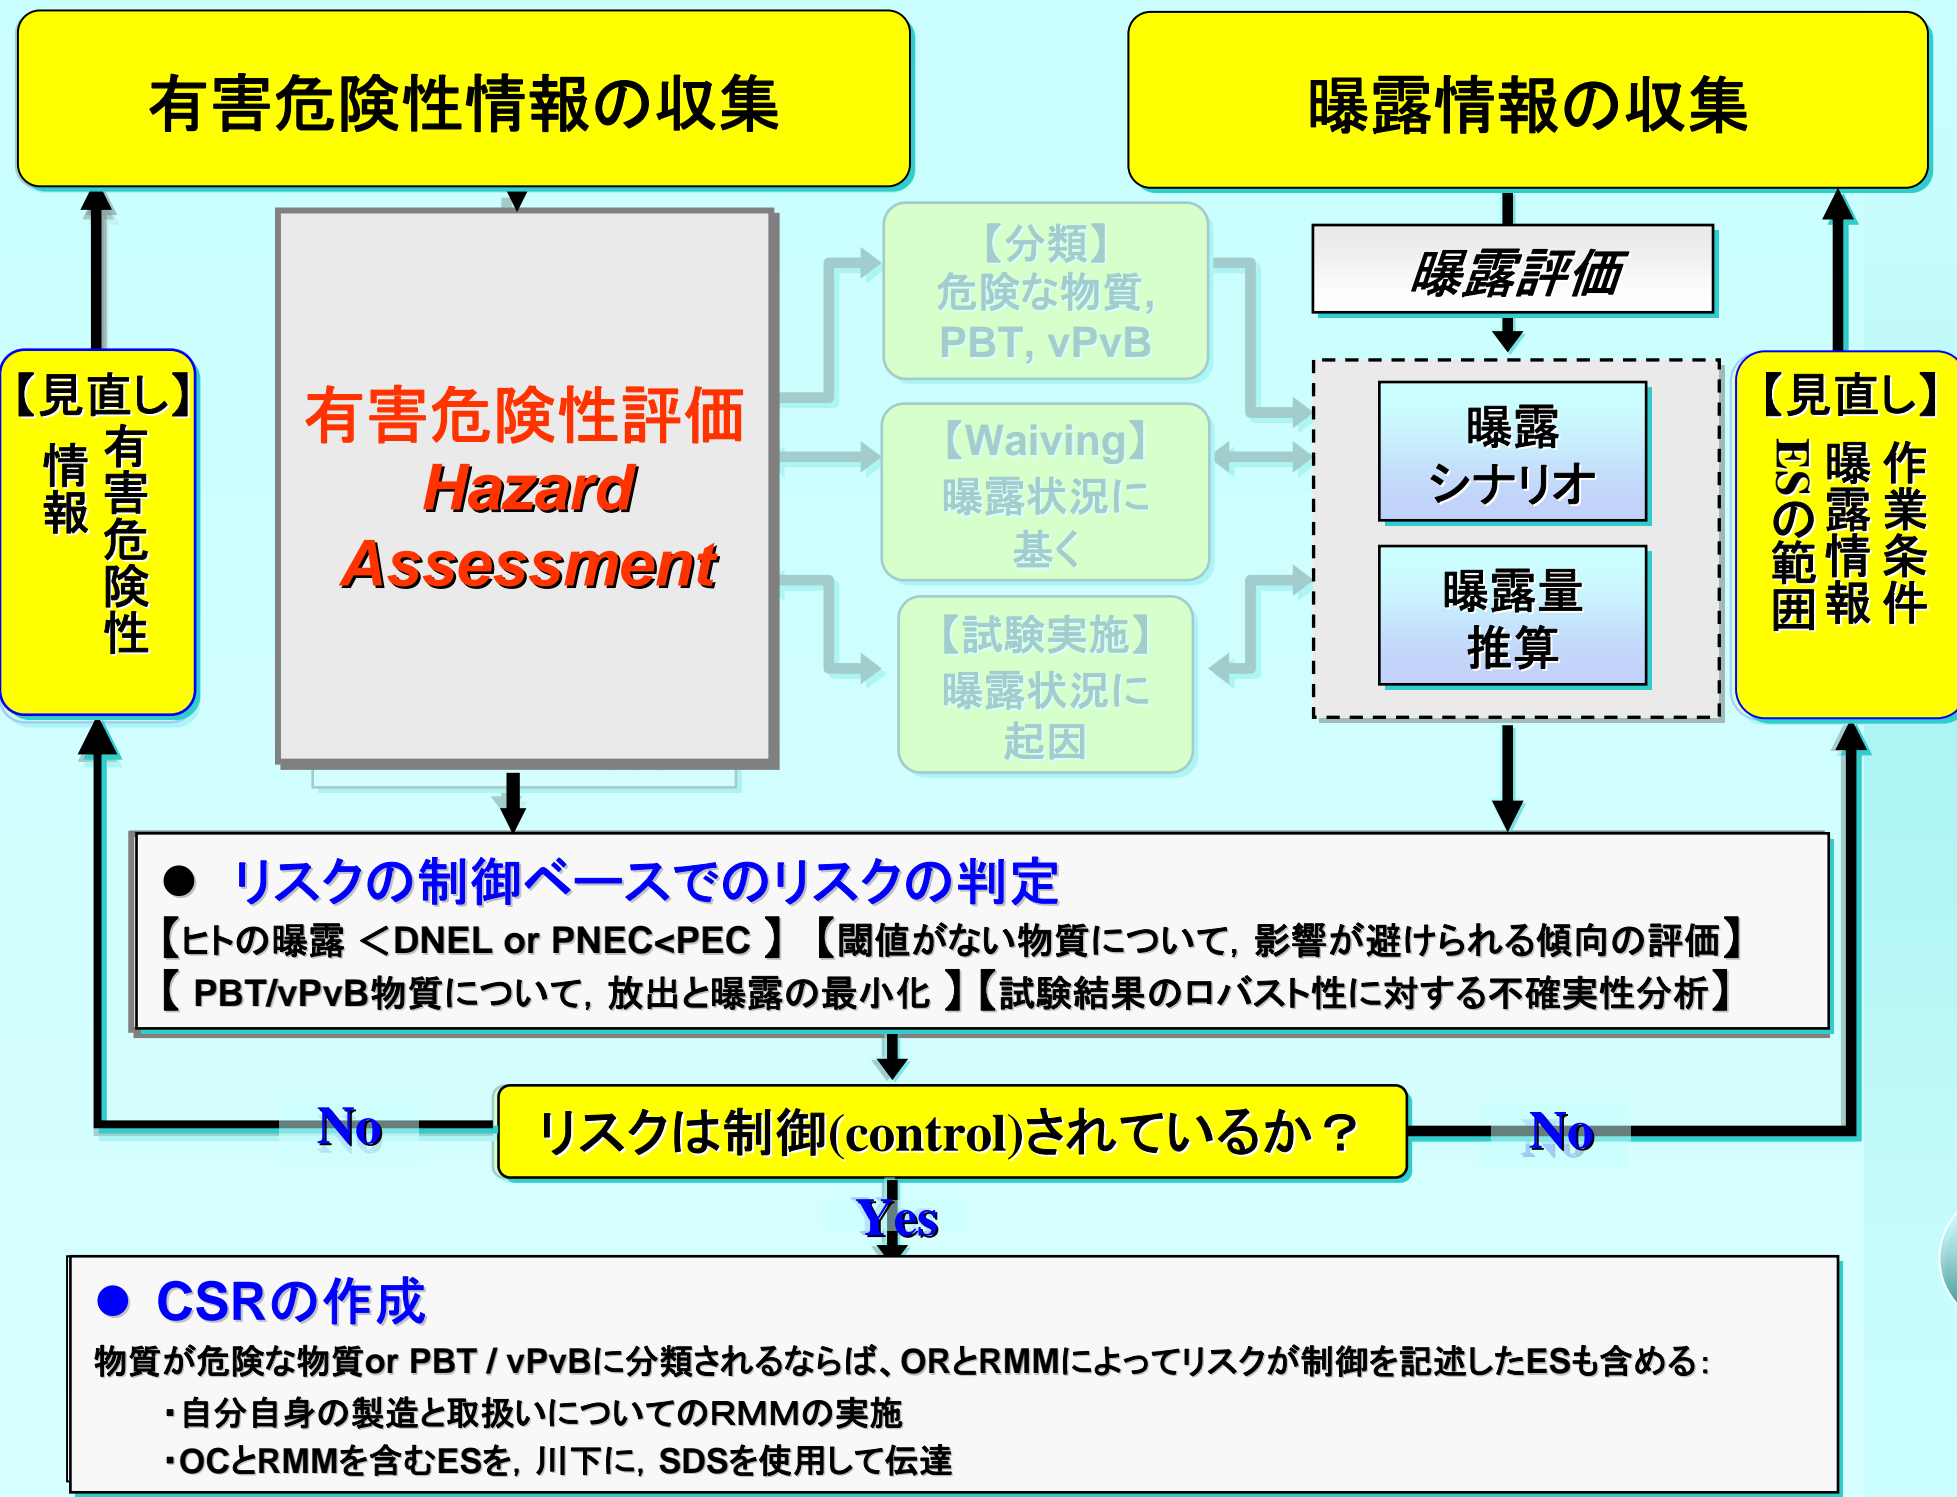 有害危険性情報の収集
曝露情報の収集
【見直し】
有害危険性
情報
有害危険性評価
Hazard
Assessment
【分類】
危険な物質,
PBT, vPvB
【Waiving】
曝露状況に
基く
【試験実施】
曝露状況に
起因
曝露評価
曝露
シナリオ
曝露量
推算
【見直し】
作業条件
曝露情報
ESの範囲
● リスクの制御ベースでのリスクの判定
【ヒトの曝露 <DNEL or PNEC<PEC 】 【閾値がない物質について, 影響が避けられる傾向の評価】
【 PBT/vPvB物質について, 放出と曝露の最小化 】【試験結果のロバスト性に対する不確実性分析】
No
リスクは制御(control)されているか？
No
Yes
● CSRの作成
物質が危険な物質or PBT / vPvBに分類されるならば、ORとRMMによってリスクが制御を記述したESも含める:
・自分自身の製造と取扱いについてのRMMの実施
・OCとRMMを含むESを, 川下に, SDSを使用して伝達